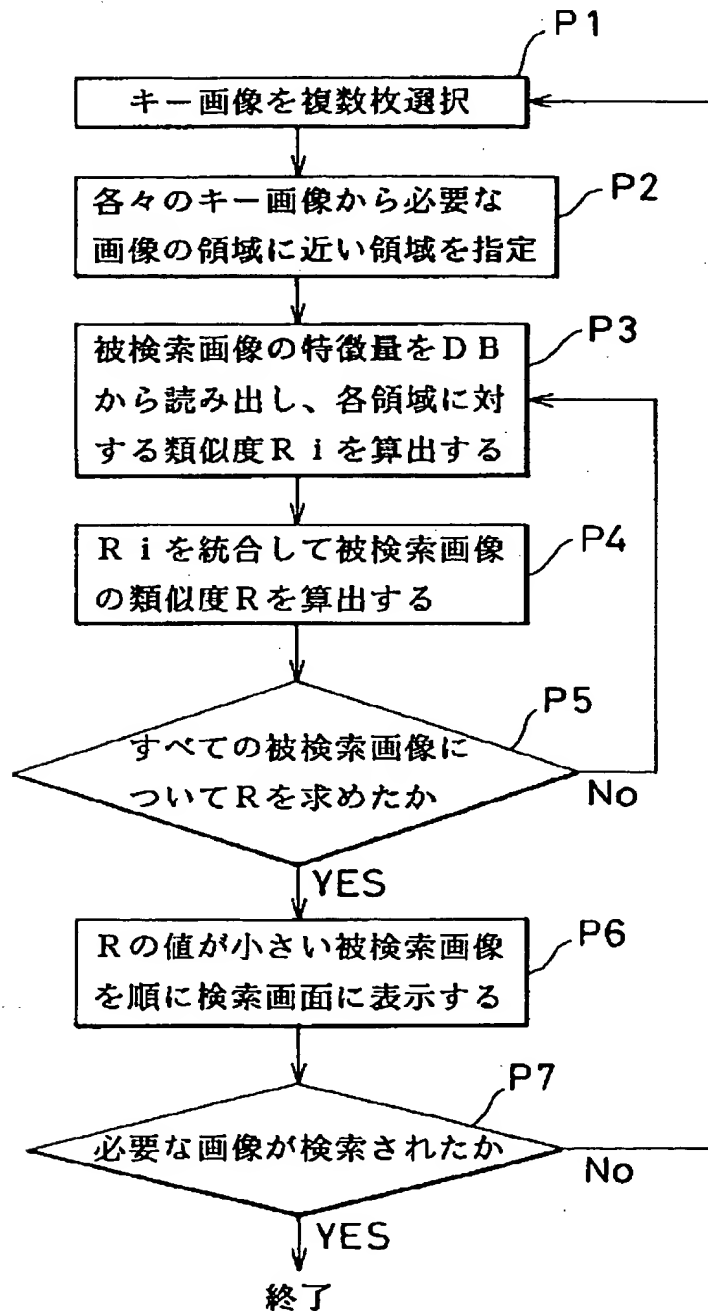 P1
キー画像を複数枚選択
P2
各々のキー画像から必要な
画像の領域に近い領域を指定
P3
被検索画像の特徴量をDB
から読み出し、各領域に対
する類似度Riを算出する
P4
Riを統合して被検索画像
の類似度Rを算出する
P5
すべての被検索画像に
ついてRを求めたか
No
YES
P6
Rの値が小さい被検索画像
を順に検索画面に表示する
P7
必要な画像が検索されたか
No
YES
終了